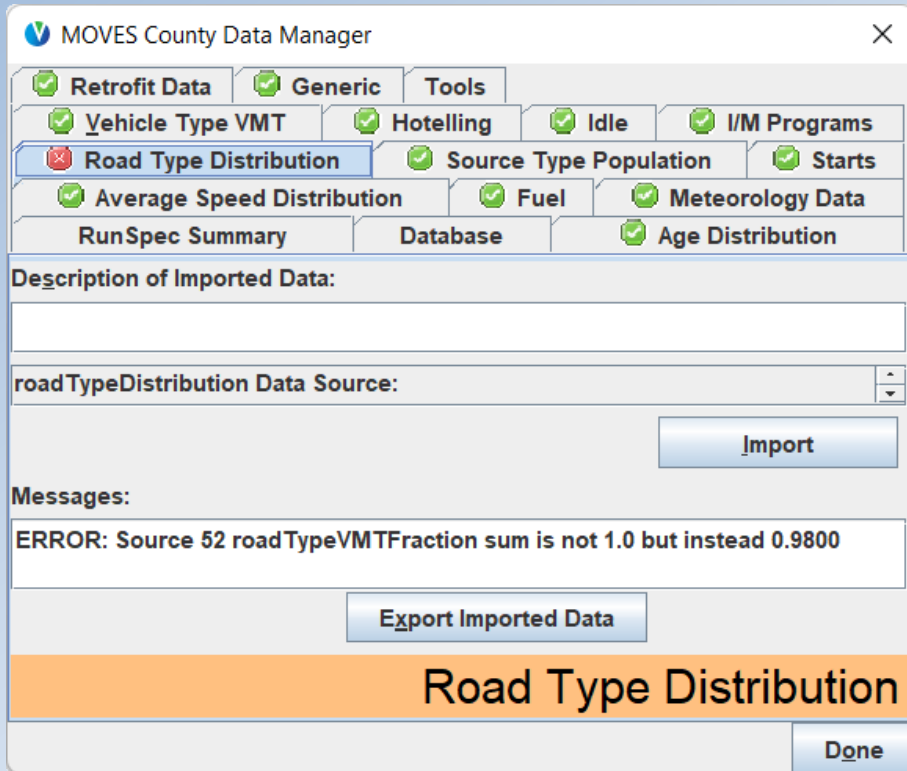 MOVES County Data Manager
Retrofit Data Generic Tools
Vehicle Type VMT Hotelling Idle I/M Programs
Road Type Distribution Source Type Population Starts
Average Speed Distribution Fuel Meteorology Data
RunSpec Summary Database Age Distribution
Description of Imported Data:
roadTypeDistribution Data Source:
Import
Messages:
ERROR: Source 52 roadTypeVMTFraction sum is not 1.0 but instead 0.9800
Export Imported Data
Road Type Distribution
Done